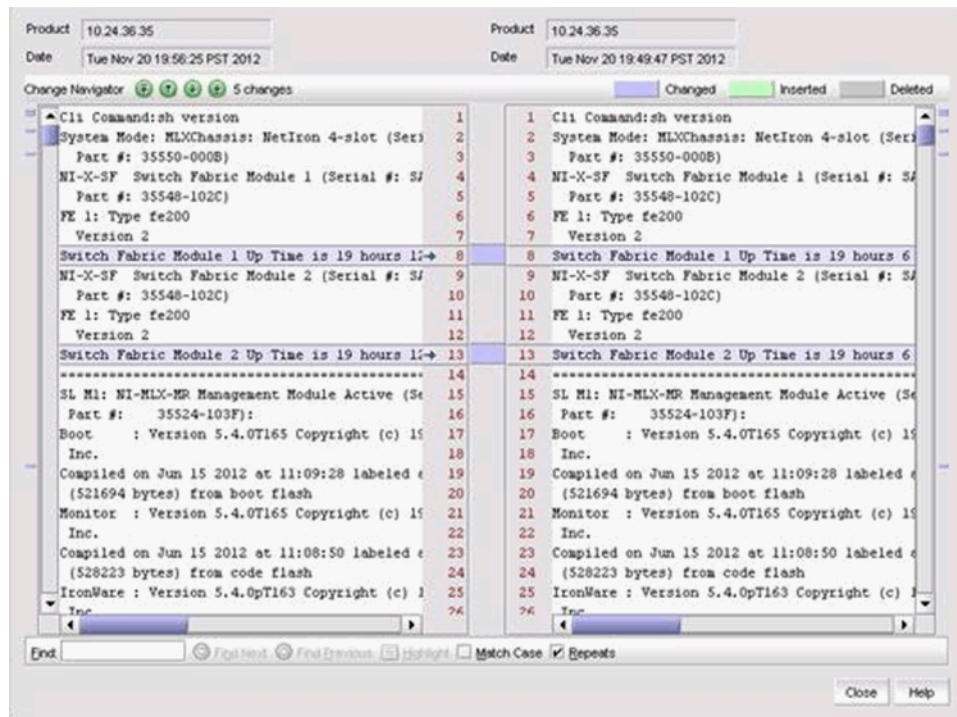 Product 10.24.36.35 Product 10.24.36.35
Date Tue Nov 20 19:56:25 PST 2012 Date Tue Nov 20 19:49:47 PST 2012
Change Navigator 5 changes Changed Inserted Deleted
Cli Command:sh version 1 1 Cli Command:sh version
System Mode: MLXChassis: NetIron 4-slot (Seri 2 2 System Mode: MLXChassis: NetIron 4-slot (Seri
Part #: 35550-000B) 3 3 Part #: 35550-000B)
NI-X-SF Switch Fabric Module 1 (Serial #: SA 4 4 NI-X-SF Switch Fabric Module 1 (Serial #: SA
Part #: 35548-102C) 5 5 Part #: 35548-102C)
FE 1: Type fe200 6 6 FE 1: Type fe200
Version 2 7 7 Version 2
Switch Fabric Module 1 Up Time is 19 hours 12 8 8 Switch Fabric Module 1 Up Time is 19 hours 6
NI-X-SF Switch Fabric Module 2 (Serial #: SA 9 9 NI-X-SF Switch Fabric Module 2 (Serial #: SA
Part #: 35548-102C) 10 10 Part #: 35548-102C)
FE 1: Type fe200 11 11 FE 1: Type fe200
Version 2 12 12 Version 2
Switch Fabric Module 2 Up Time is 19 hours 12 13 13 Switch Fabric Module 2 Up Time is 19 hours 6
14 14
SL M1: NI-MLX-MR Management Module Active (Se 15 15 SL M1: NI-MLX-MR Management Module Active (Se
Part #: 35524-103F): 16 16 Part #: 35524-103F):
Boot : Version 5.4.0T165 Copyright (c) 19 17 17 Boot : Version 5.4.0T165 Copyright (c) 19
Inc. 18 18 Inc.
Compiled on Jun 15 2012 at 11:09:28 labeled 19 19 Compiled on Jun 15 2012 at 11:09:28 labeled
(521694 bytes) from boot flash 20 20 (521694 bytes) from boot flash
Monitor : Version 5.4.0T165 Copyright (c) 19 21 21 Monitor : Version 5.4.0T165 Copyright (c) 19
Inc. 22 22 Inc.
Compiled on Jun 15 2012 at 11:08:50 labeled 23 23 Compiled on Jun 15 2012 at 11:08:50 labeled
(528223 bytes) from code flash 24 24 (528223 bytes) from code flash
IronWare : Version 5.4.0pT163 Copyright (c) 1 25 25 IronWare : Version 5.4.0pT163 Copyright (c) 1
Inc 26 26 Inc
Find: Find Next Find Previous Highlight Match Case Repeats
Close Help